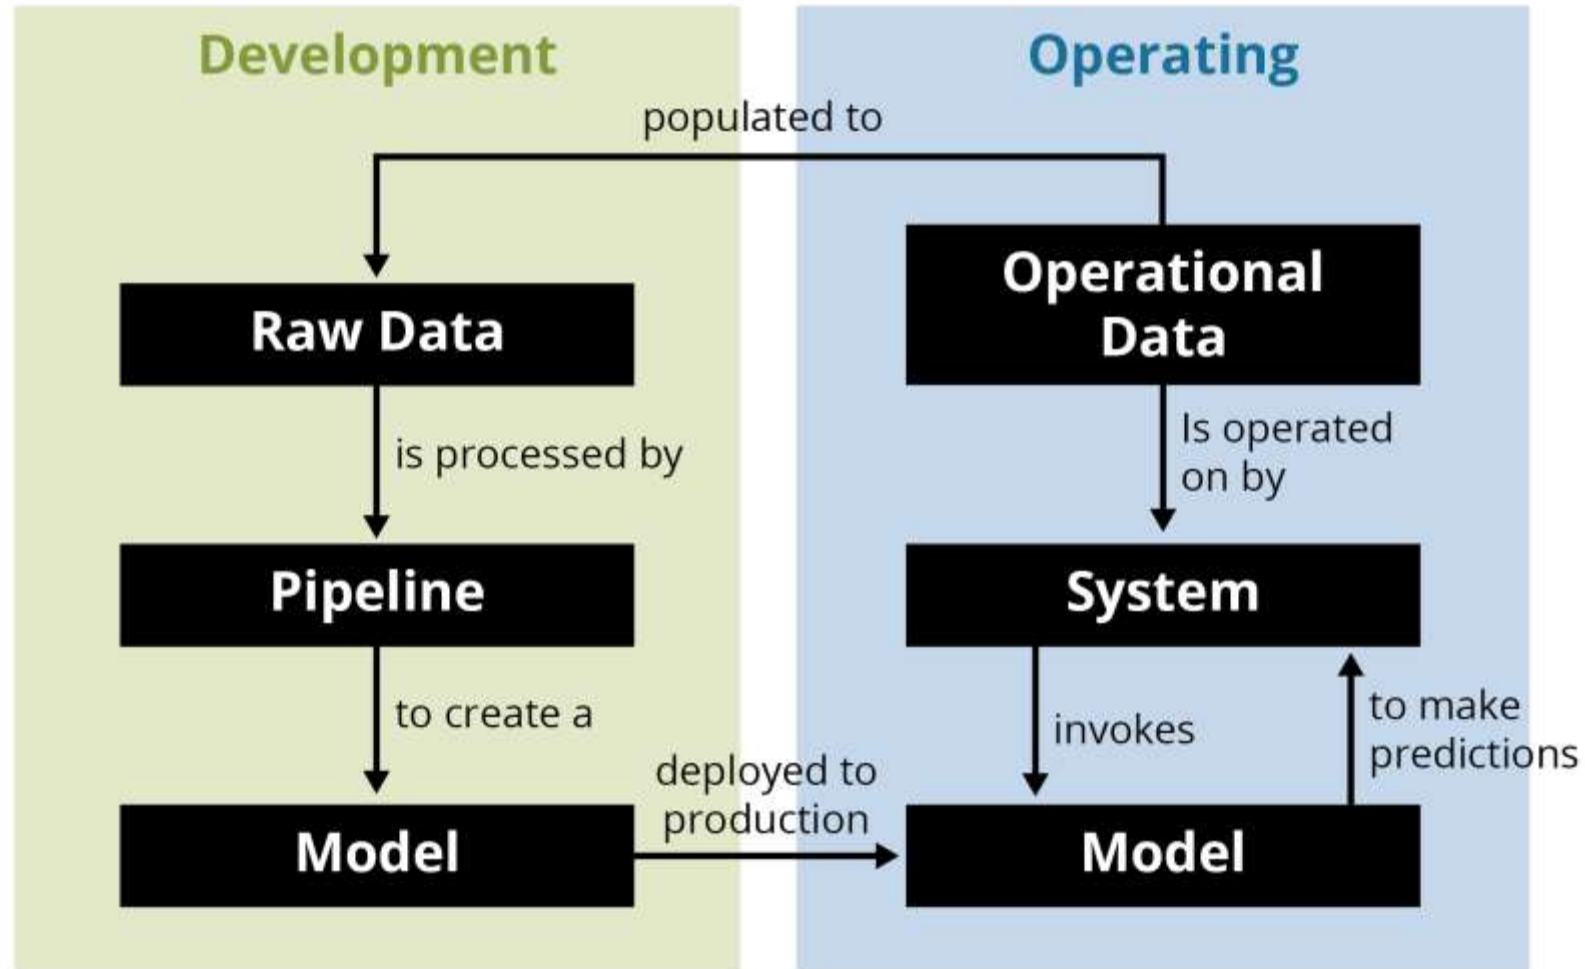 Development
Operating
populated to
Raw Data
Operational
Data
is processed by
Is operated
on by
Pipeline
System
to create a
invokes
to make
predictions
deployed to
production
Model
Model